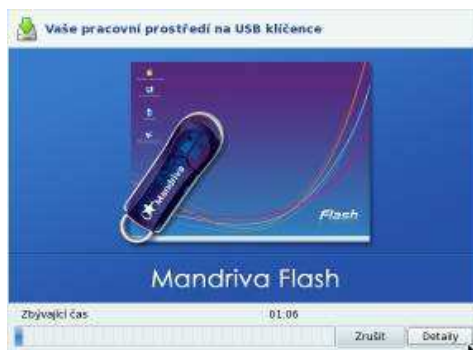 Vaše pracovní prostředí na USB klíčence
Mandriva
Flash
Mandriva Flash
Zbývající čas 01:06
Zrušit Detaily